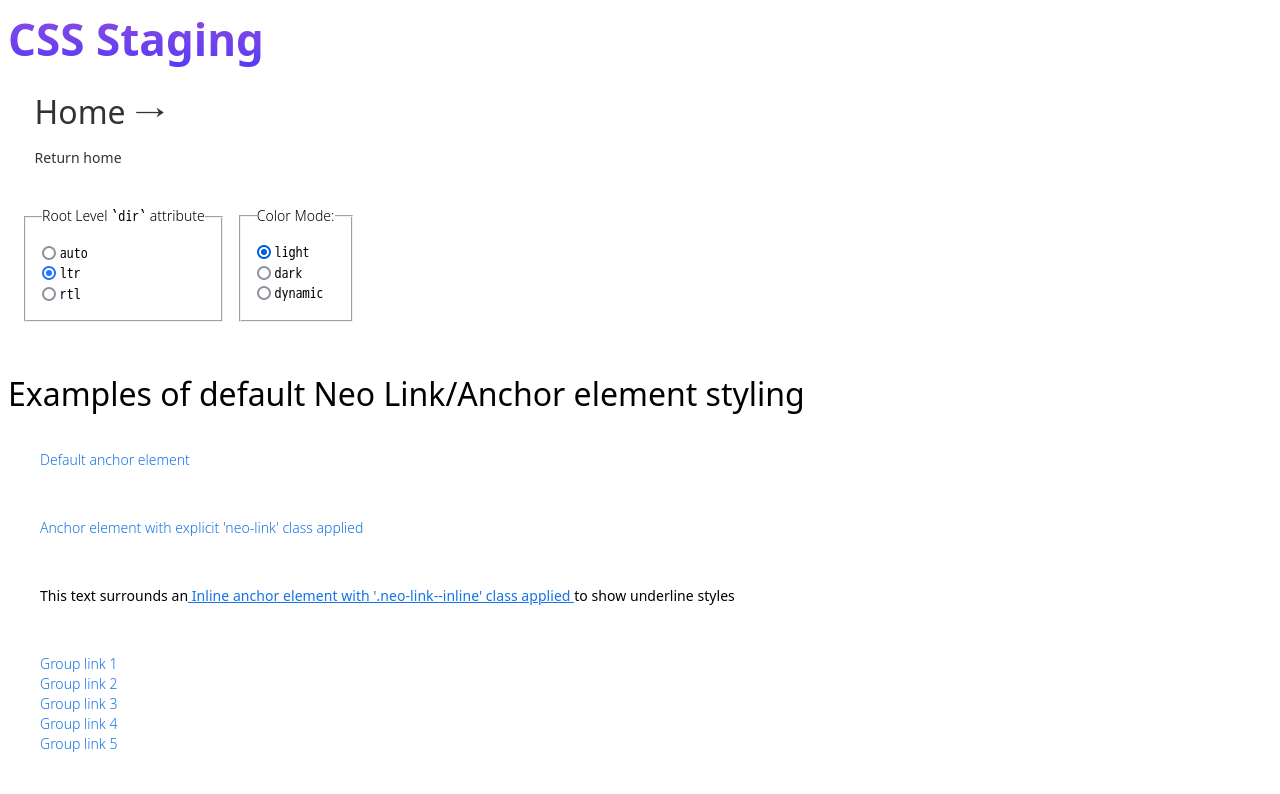 CSS Staging
Home →
Return home
Root Level `dir` attribute
auto
ltr
rtl
Color Mode:
light
dark
dynamic
Examples of default Neo Link/Anchor element styling
Default anchor element
Anchor element with explicit 'neo-link' class applied
This text surrounds an Inline anchor element with '.neo-link--inline' class applied to show underline styles
Group link 1
Group link 2
Group link 3
Group link 4
Group link 5